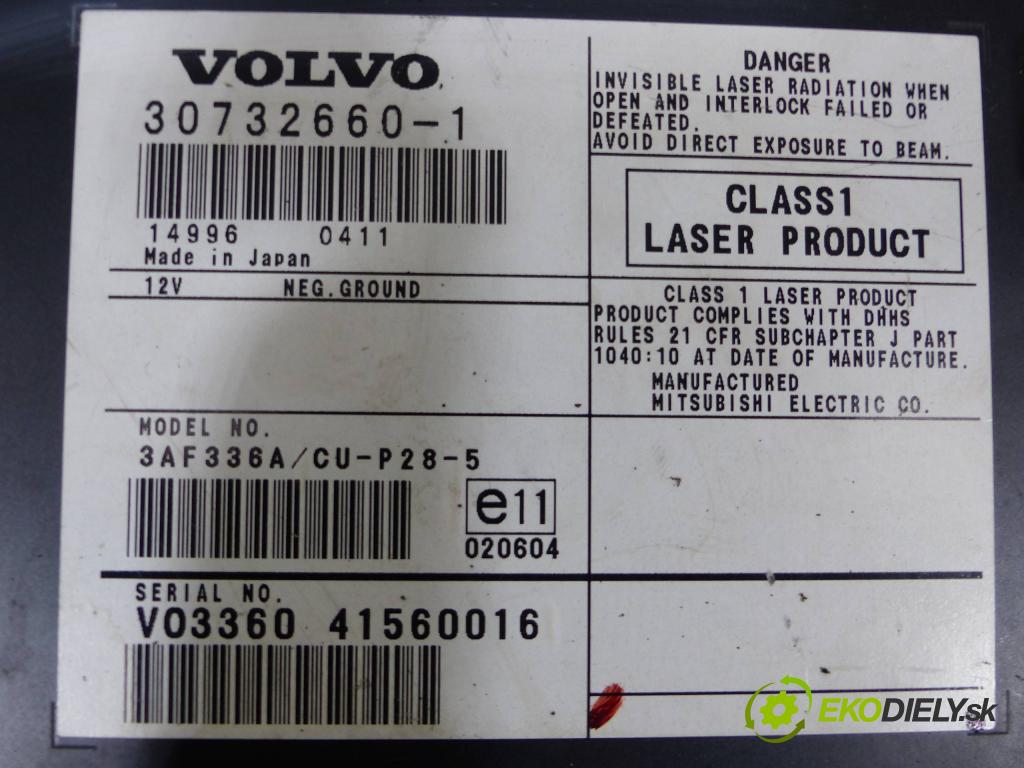 VOLVO
30732660-1
14996 0411
Made in Japan
12V NEG.GROUND
MODEL NO.
3AF336A/CU-P28-5
e11
020604
SERIAL NO.
V03360 41560016
DANGER
INVISIBLE LASER RADIATION WHEN
OPEN AND INTERLOCK FAILED OR
DEFEATED.
AVOID DIRECT EXPOSURE TO BEAM.
CLASS1
LASER PRODUCT
CLASS 1 LASER PRODUCT
PRODUCT COMPLIES WITH DHHS
RULES 21 CFR SUBCHAPTER J PART
1040:10 AT DATE OF MANUFACTURE.
MANUFACTURED
MITSUBISHI ELECTRIC CO.
EKODIELY.sk